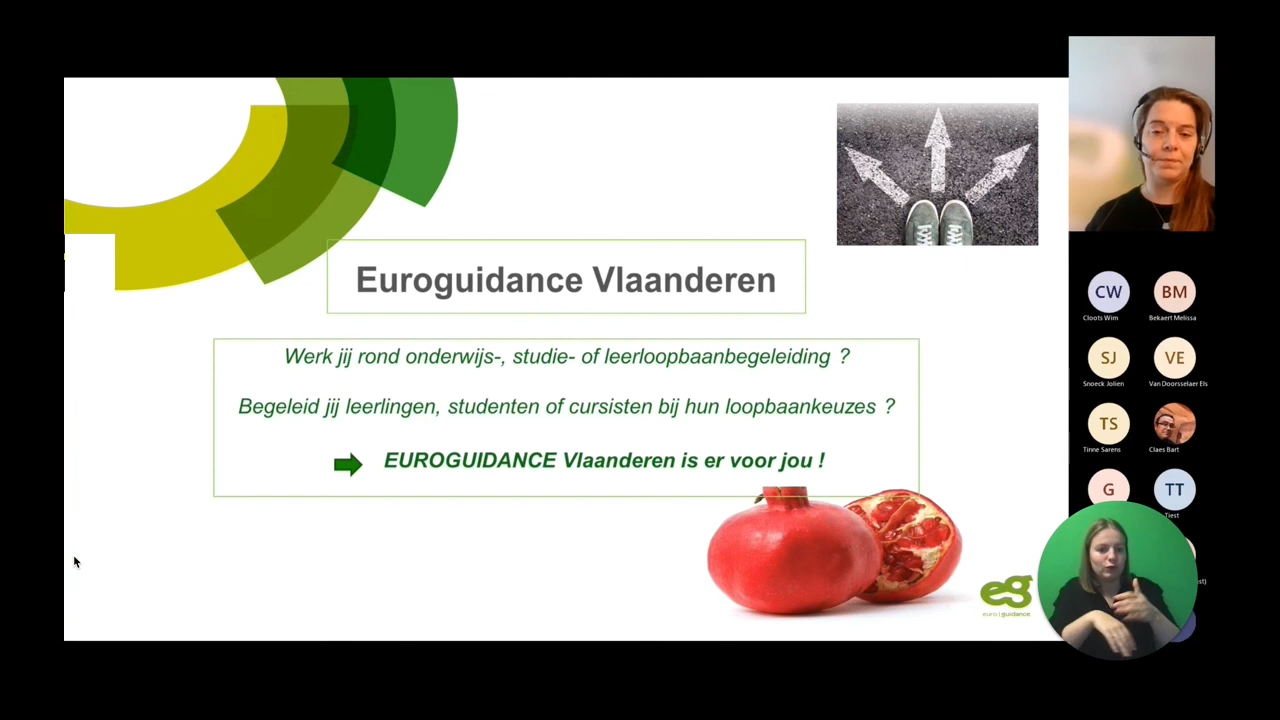 Euroguidance Vlaanderen
Werk jij rond onderwijs-, studie- of leerloopbaanbegeleiding ?
Begeleid jij leerlingen, studenten of cursisten bij hun loopbaankeuzes ?
EUROGUIDANCE Vlaanderen is er voor jou !
eg
euro|guidance
CW
BM
Cloots Wim
Bekaert Melissa
SJ
VE
Snoeck Jolien
Van Doorsselaer Els
TS
Tinne Sarens
Claes Bart
G
TT
Tiest